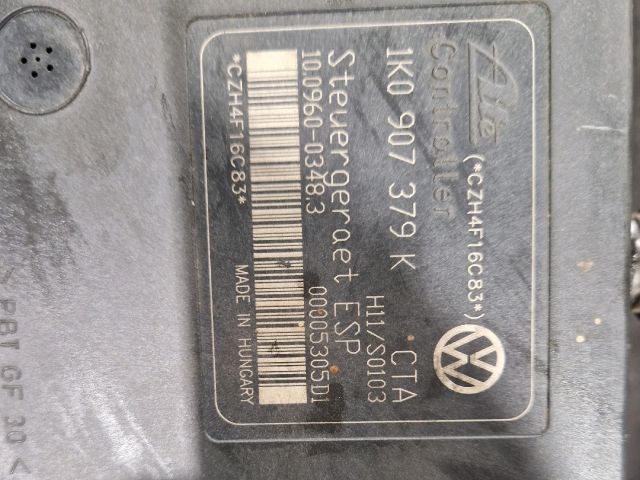 Ate (*CZH4F16C83*)
Controller
1K0 907 379 K CTA
H11/S0103
Steuergeraet ESP
10.0960-0348.3 00005305D1
*CZH4F16C83* MADE IN HUNGARY
> PBT GF 30 <